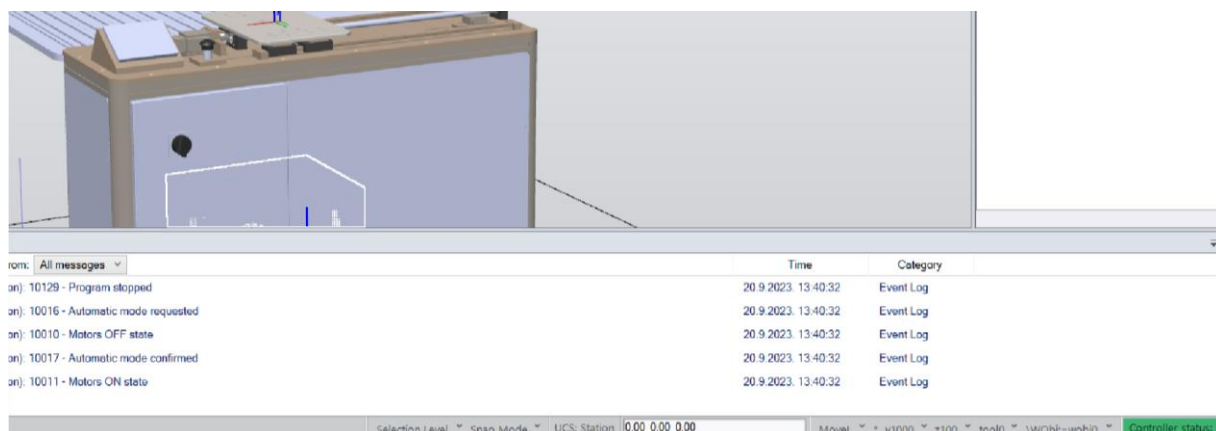 rom: All messages Time Category
on): 10129 - Program stopped 20.9.2023. 13:40:32 Event Log
on): 10016 - Automatic mode requested 20.9.2023. 13:40:32 Event Log
on): 10010 - Motors OFF state 20.9.2023. 13:40:32 Event Log
on): 10017 - Automatic mode confirmed 20.9.2023. 13:40:32 Event Log
on): 10011 - Motors ON state 20.9.2023. 13:40:32 Event Log
Selection Level Snap Mode UCS: Station 0.00 0.00 0.00 MoveL * v1000 z100 tool0 \WObj:=wobj0 Controller status: